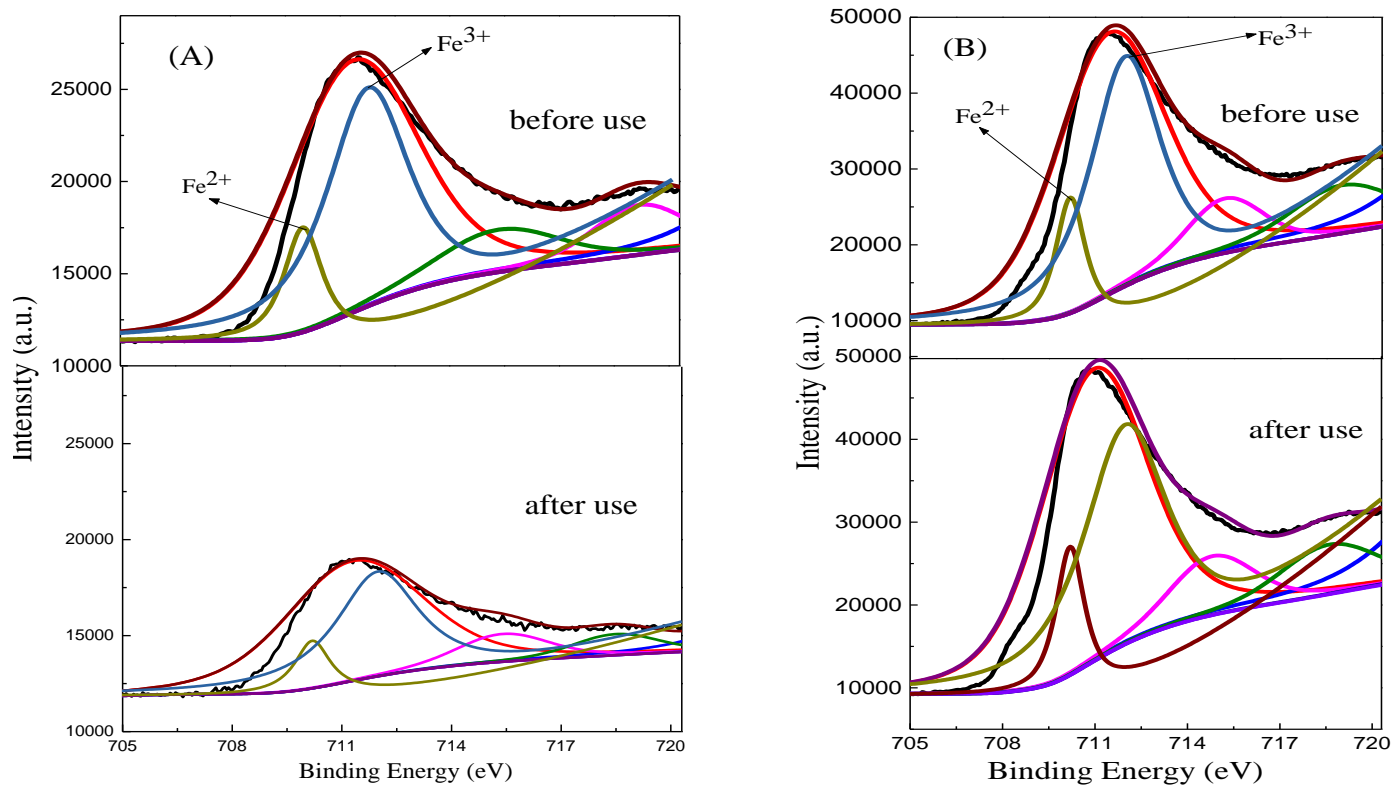 (A)
Fe3+
before use
Fe2+
25000
20000
15000
10000
Intensity (a.u.)
after use
25000
20000
15000
10000
705 708 711 714 717 720
Binding Energy (eV)
(B)
Fe3+
before use
Fe2+
50000
40000
30000
20000
10000
Intensity (a.u.)
after use
50000
40000
30000
20000
10000
705 708 711 714 717 720
Binding Energy (eV)